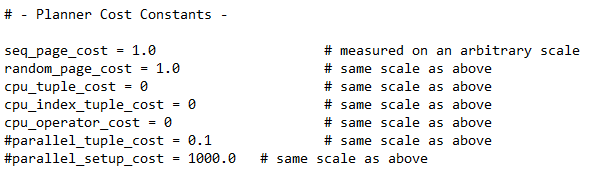 # - Planner Cost Constants -
seq_page_cost = 1.0 # measured on an arbitrary scale
random_page_cost = 1.0 # same scale as above
cpu_tuple_cost = 0 # same scale as above
cpu_index_tuple_cost = 0 # same scale as above
cpu_operator_cost = 0 # same scale as above
#parallel_tuple_cost = 0.1 # same scale as above
#parallel_setup_cost = 1000.0 # same scale as above